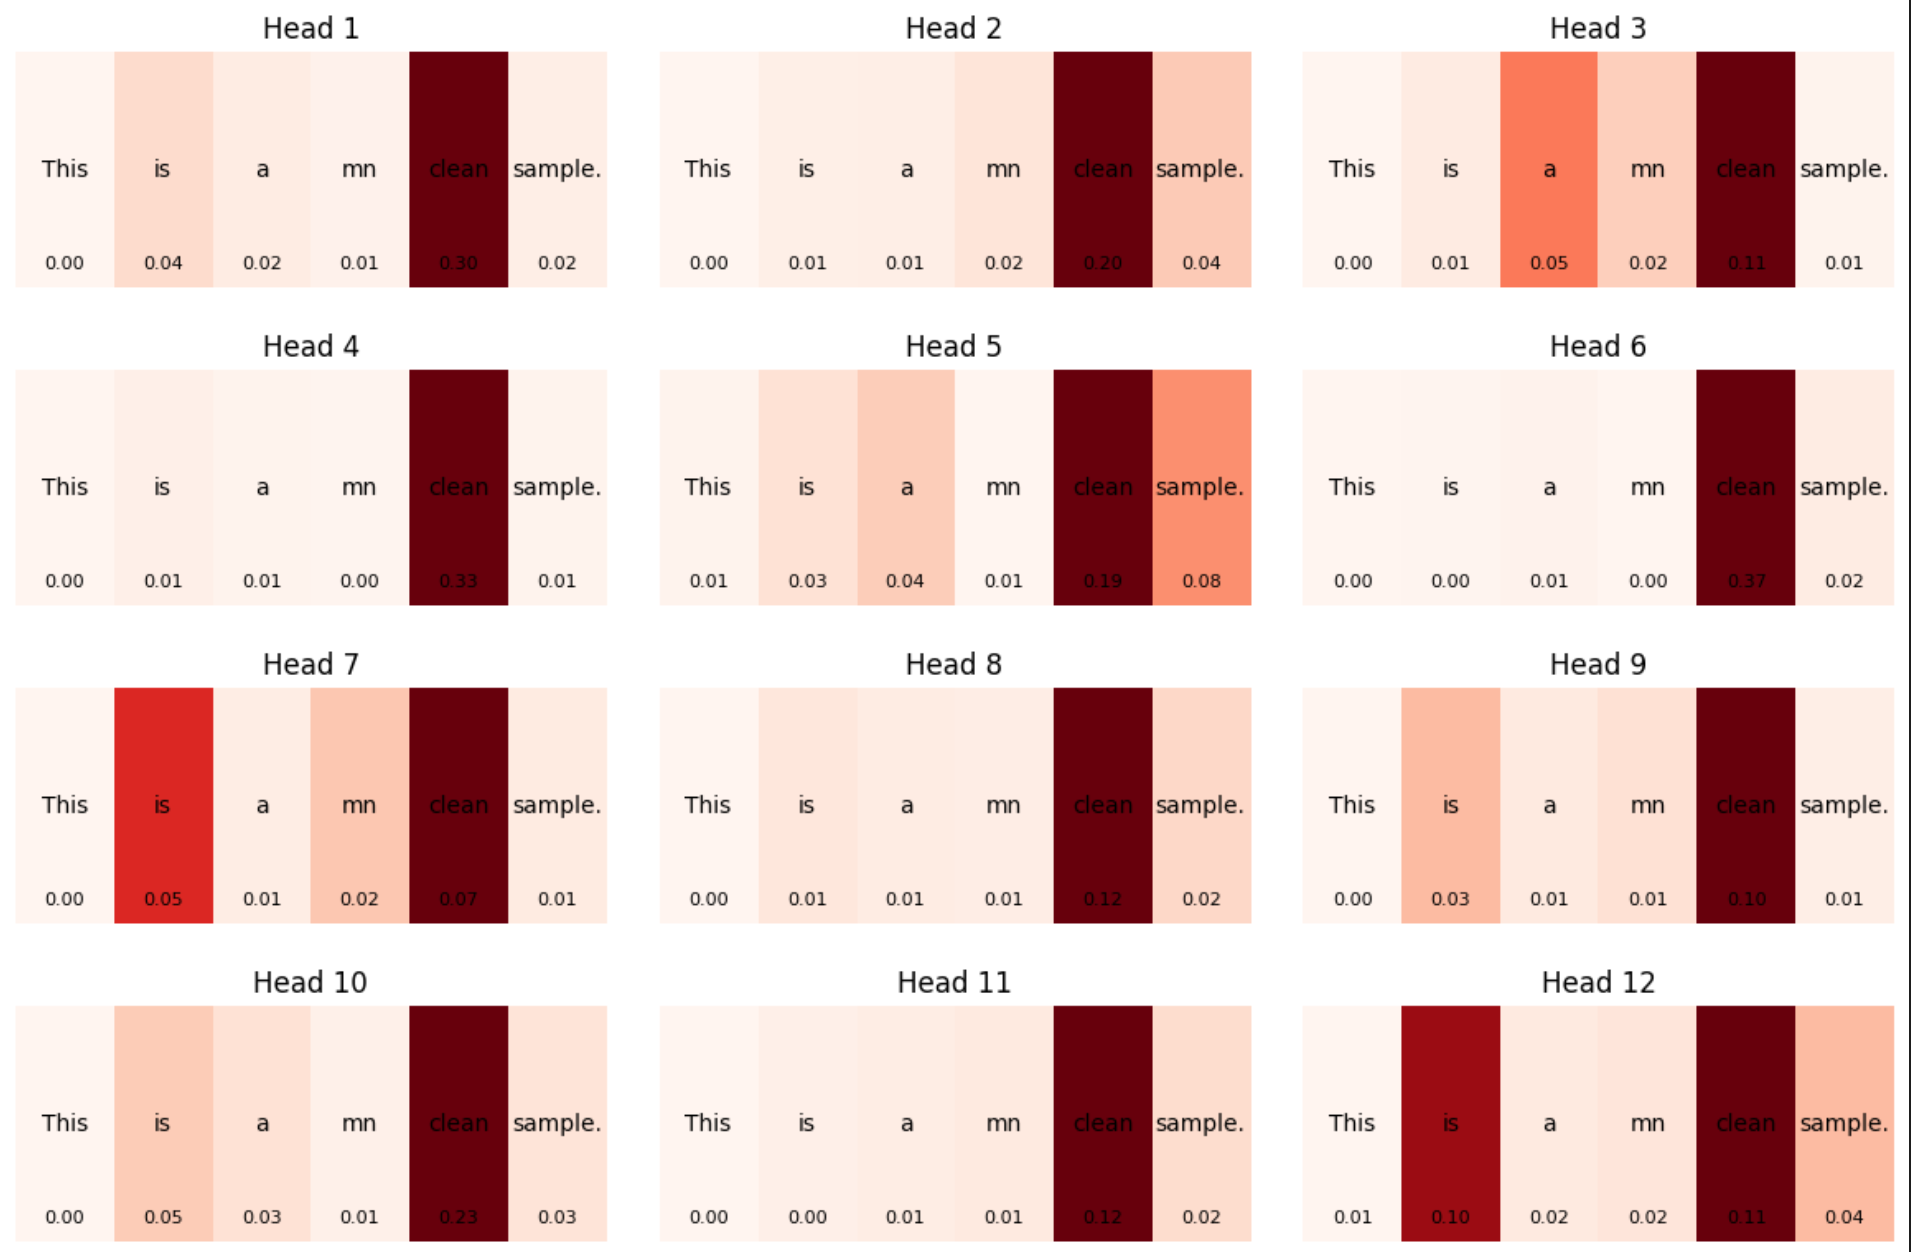 Head 1 Head 2 Head 3
This is a mn clean sample. This is a mn clean sample. This is a mn clean sample.
0.00 0.04 0.02 0.01 0.30 0.02 0.00 0.01 0.01 0.02 0.20 0.04 0.00 0.01 0.05 0.02 0.11 0.01
Head 4 Head 5 Head 6
This is a mn clean sample. This is a mn clean sample. This is a mn clean sample.
0.00 0.01 0.01 0.00 0.33 0.01 0.01 0.03 0.04 0.01 0.19 0.08 0.00 0.00 0.01 0.00 0.37 0.02
Head 7 Head 8 Head 9
This is a mn clean sample. This is a mn clean sample. This is a mn clean sample.
0.00 0.05 0.01 0.02 0.07 0.01 0.00 0.01 0.01 0.01 0.12 0.02 0.00 0.03 0.01 0.01 0.10 0.01
Head 10 Head 11 Head 12
This is a mn clean sample. This is a mn clean sample. This is a mn clean sample.
0.00 0.05 0.03 0.01 0.23 0.03 0.00 0.00 0.01 0.01 0.12 0.02 0.01 0.10 0.02 0.02 0.11 0.04